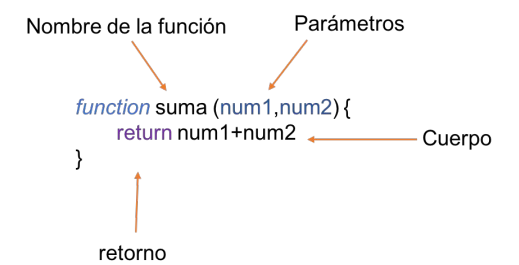 Nombre de la función
Parámetros
function suma (num1,num2) {
return num1+num2
}
Cuerpo
retorno